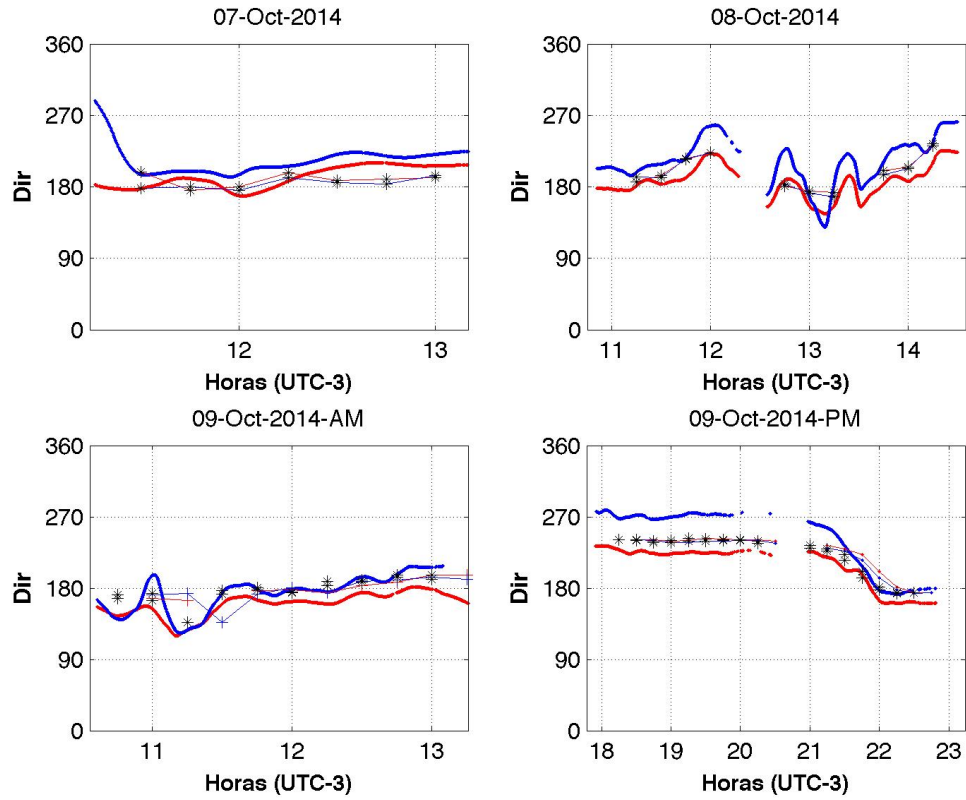 07-Oct-2014
360
270
180
90
0
Dir
12
13
Horas (UTC-3)
08-Oct-2014
360
270
180
90
0
Dir
11
12
13
14
Horas (UTC-3)
09-Oct-2014-AM
360
270
180
90
0
Dir
11
12
13
Horas (UTC-3)
09-Oct-2014-PM
360
270
180
90
0
Dir
18
19
20
21
22
23
Horas (UTC-3)